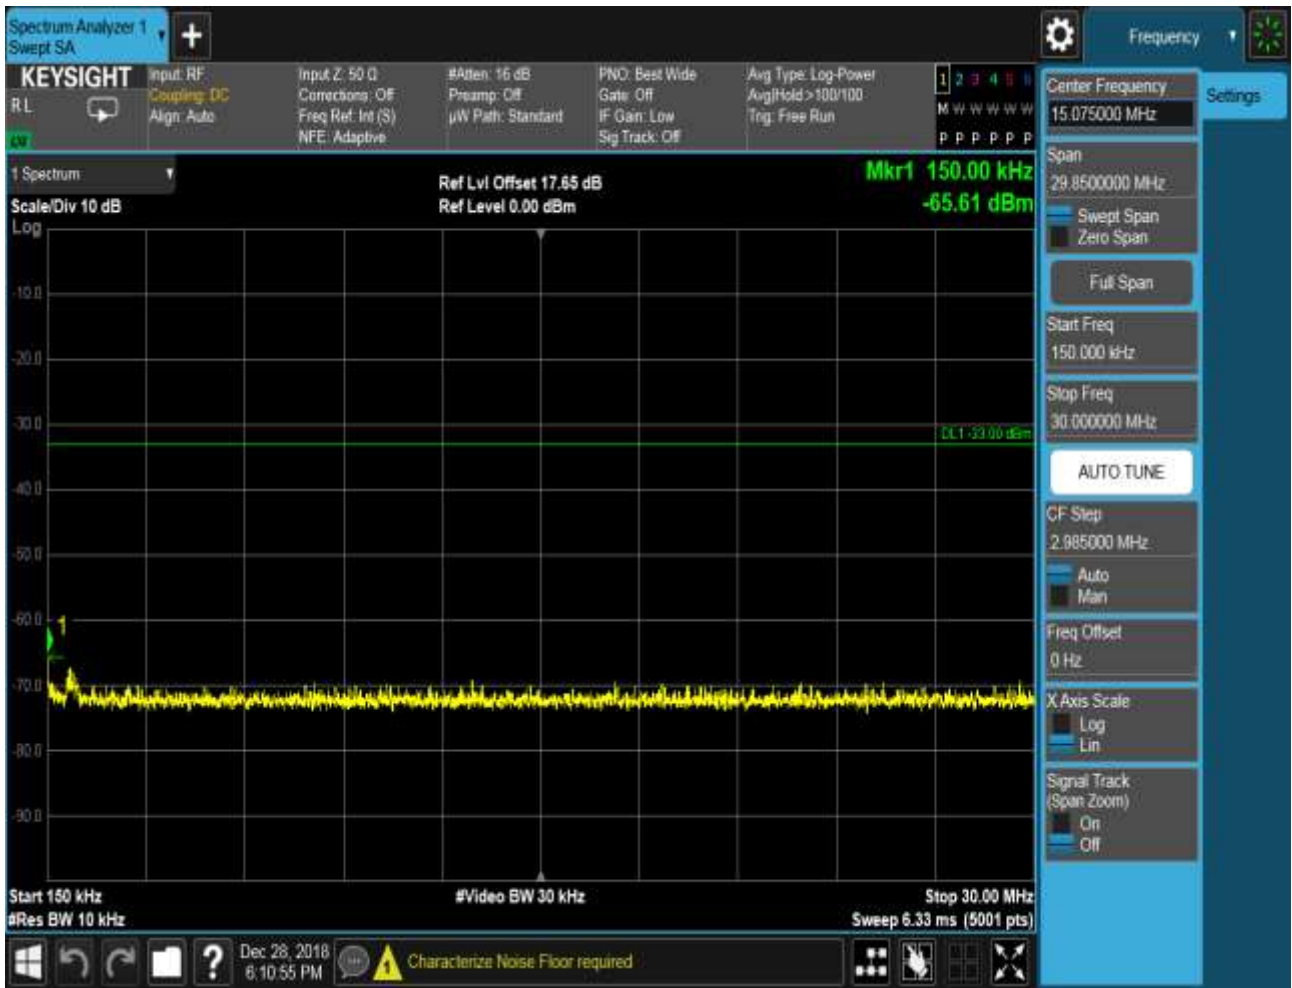 Spectrum Analyzer 1
Swept SA
Frequency
KEYSIGHT
RL
Input: RF
Coupling: DC
Align: Auto
Input Z: 50 Ω
Corrections: Off
Freq Ref: Int (S)
NFE: Adaptive
#Atten: 16 dB
Preamp: Off
µW Path: Standard
PNO: Best Wide
Gate: Off
IF Gain: Low
Sig Track: Off
Avg Type: Log-Power
Avg|Hold:>100/100
Trig: Free Run
1 2 3 4 5 6
M W W W W W
P P P P P P
1 Spectrum
Scale/Div 10 dB
Ref Lvl Offset 17.65 dB
Ref Level 0.00 dBm
Mkr1 150.00 kHz
-65.61 dBm
Log
-10.0
-20.0
-30.0
-40.0
-50.0
-60.0
-70.0
-80.0
-90.0
DL1 -33.00 dBm
1
Start 150 kHz
#Res BW 10 kHz
#Video BW 30 kHz
Stop 30.00 MHz
Sweep 6.33 ms (5001 pts)
Dec 28, 2018
6:10:55 PM
Characterize Noise Floor required
Center Frequency
15.075000 MHz
Settings
Span
29.8500000 MHz
Swept Span
Zero Span
Full Span
Start Freq
150.000 kHz
Stop Freq
30.000000 MHz
AUTO TUNE
CF Step
2.985000 MHz
Auto
Man
Freq Offset
0 Hz
X Axis Scale
Log
Lin
Signal Track
(Span Zoom)
On
Off